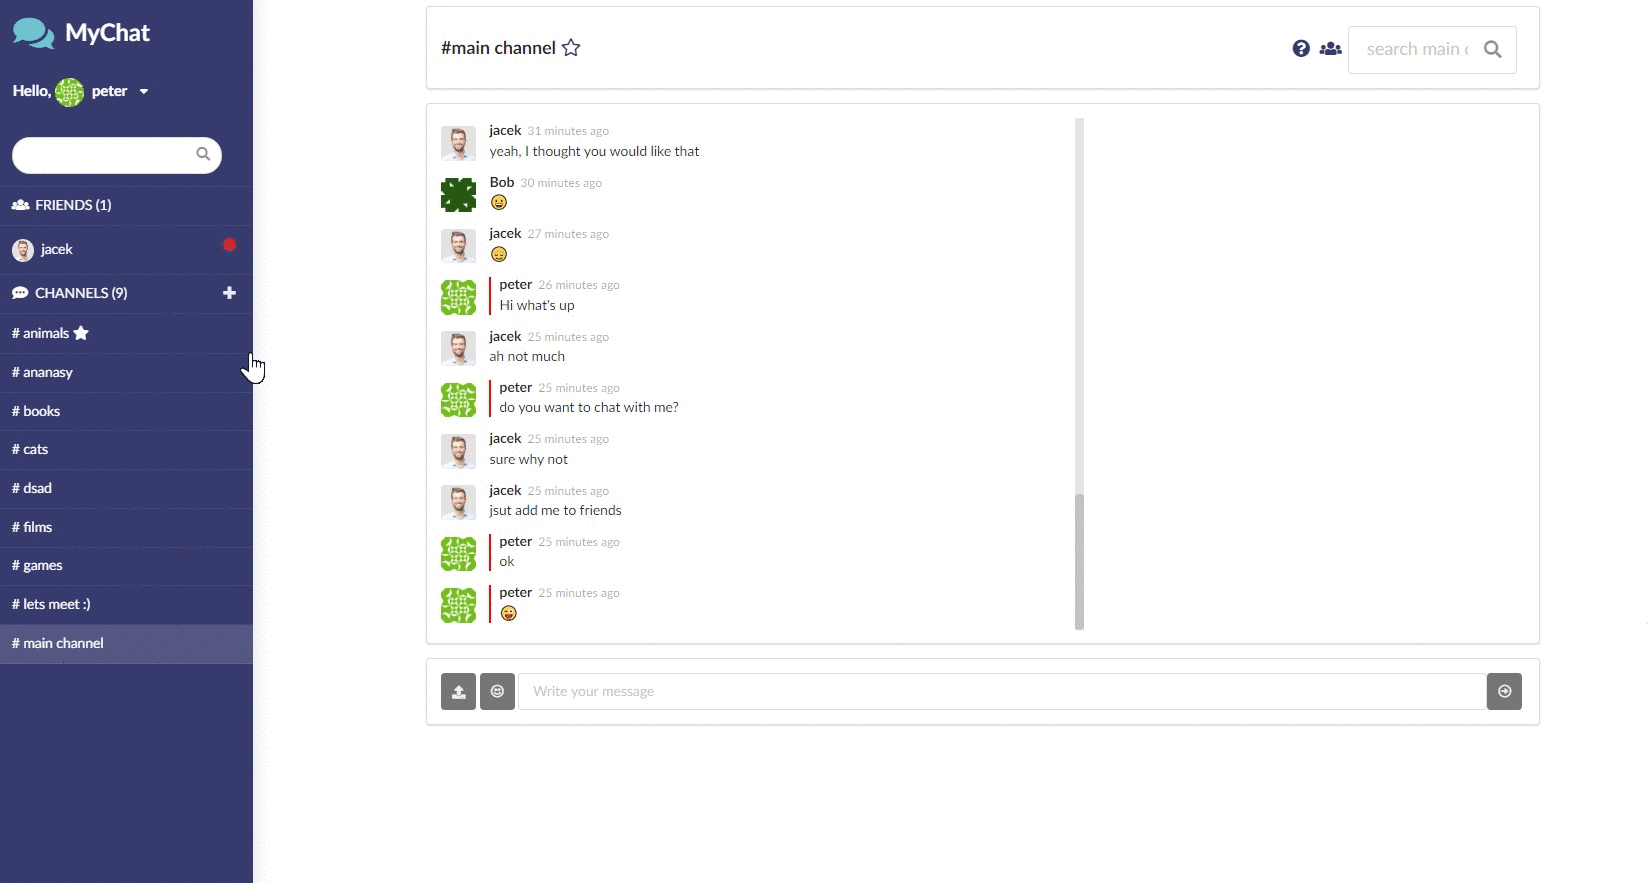 MyChat
Hello, peter
FRIENDS (1)
jacek
CHANNELS (9)
# animals
# ananasy
# books
# cats
# dsad
# films
# games
# lets meet :)
# main channel
#main channel
search main
jacek 31 minutes ago
yeah, I thought you would like that
Bob 30 minutes ago
jacek 27 minutes ago
peter 26 minutes ago
Hi what's up
jacek 25 minutes ago
ah not much
peter 25 minutes ago
do you want to chat with me?
jacek 25 minutes ago
sure why not
jacek 25 minutes ago
jsut add me to friends
peter 25 minutes ago
ok
peter 25 minutes ago
Write your message